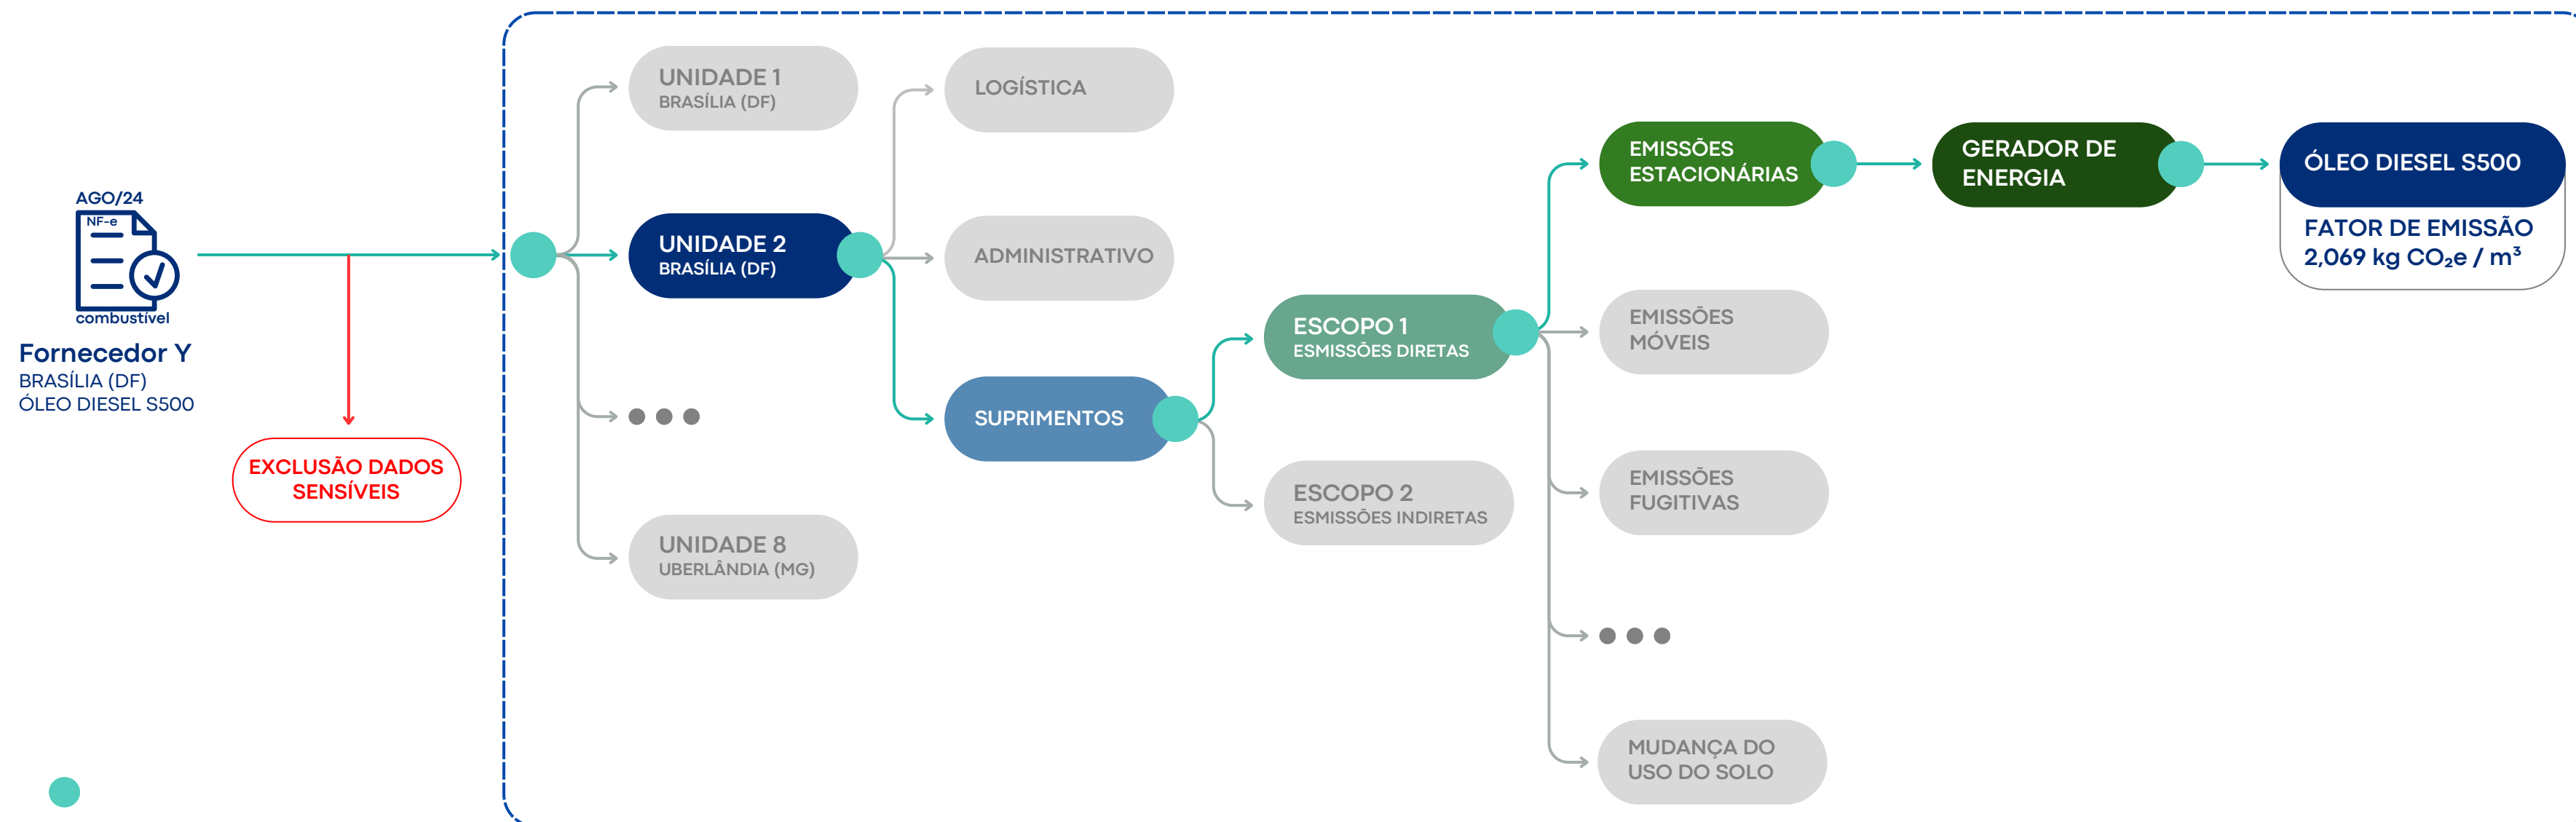 AGO/24
NF-e
combustível
Fornecedor Y
BRASÍLIA (DF)
ÓLEO DIESEL S500
EXCLUSÃO DADOS
SENSÍVEIS
UNIDADE 1
BRASÍLIA (DF)
UNIDADE 2
BRASÍLIA (DF)
UNIDADE 8
UBERLÂNDIA (MG)
LOGÍSTICA
ADMINISTRATIVO
SUPRIMENTOS
ESCOPO 1
ESMISSÕES DIRETAS
ESCOPO 2
ESMISSÕES INDIRETAS
EMISSÕES
ESTACIONÁRIAS
EMISSÕES
MÓVEIS
EMISSÕES
FUGITIVAS
MUDANÇA DO
USO DO SOLO
GERADOR DE
ENERGIA
ÓLEO DIESEL S500
FATOR DE EMISSÃO
2,069 kg CO₂e / m³